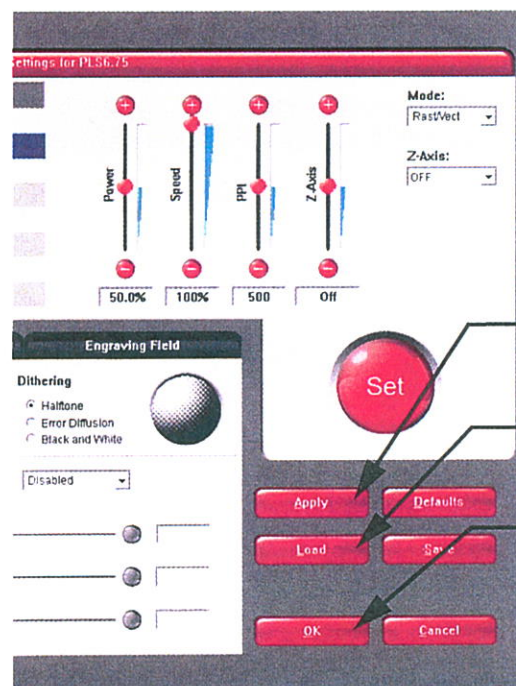 Settings for PLS6.75
Mode:
Rast/Vect
Z-Axis:
OFF
Power
Speed
PPI
Z-Axis
50.0%
100%
500
Off
Engraving Field
Dithering
Halftone
Error Diffusion
Black and White
Disabled
Set
Apply
Defaults
Load
Save
OK
Cancel